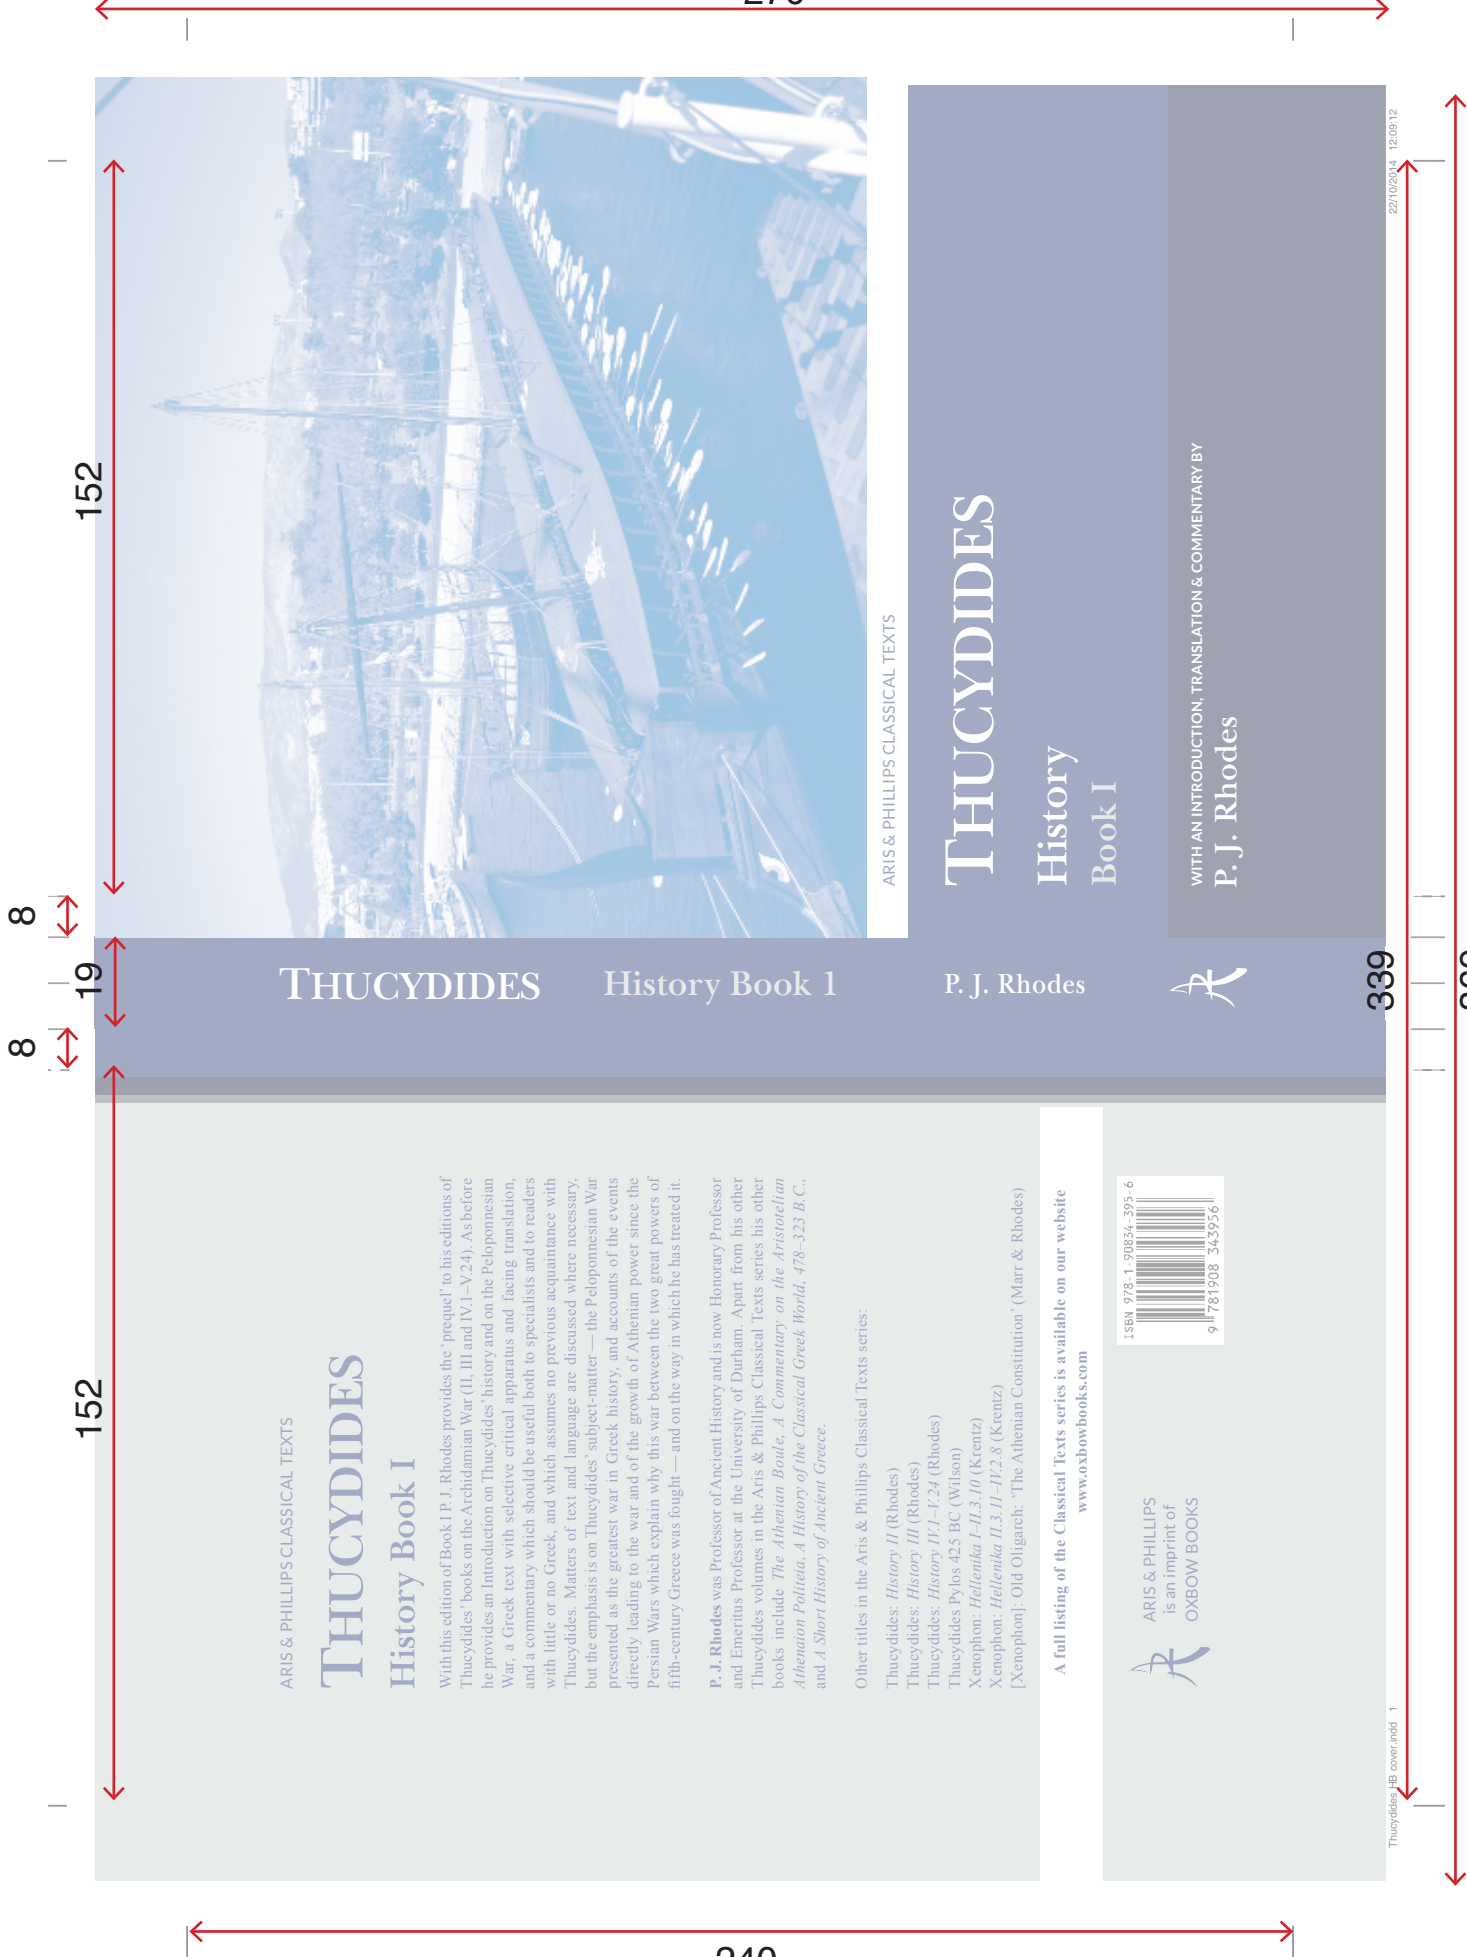 ARIS & PHILLIPS CLASSICAL TEXTS
THUCYDIDES
History
Book I
WITH AN INTRODUCTION, TRANSLATION & COMMENTARY BY
P. J. Rhodes
THUCYDIDES History Book 1 P. J. Rhodes
ARIS & PHILLIPS CLASSICAL TEXTS
THUCYDIDES
History Book I
With this edition of Book I P. J. Rhodes provides the ‘prequel’ to his editions of
Thucydides’ books on the Archidamian War (II, III and IV.1–V.24). As before
he provides an Introduction on Thucydides’ history and on the Peloponnesian
War, a Greek text with selective critical apparatus and facing translation,
and a commentary which should be useful both to specialists and to readers
with little or no Greek, and which assumes no previous acquaintance with
Thucydides. Matters of text and language are discussed where necessary,
but the emphasis is on Thucydides’ subject-matter — the Peloponnesian War
presented as the greatest war in Greek history, and accounts of the events
directly leading to the war and of the growth of Athenian power since the
Persian Wars which explain why this war between the two great powers of
fifth-century Greece was fought — and on the way in which he has treated it.
P. J. Rhodes was Professor of Ancient History and is now Honorary Professor
and Emeritus Professor at the University of Durham. Apart from his other
Thucydides volumes in the Aris & Phillips Classical Texts series his other
books include The Athenian Boule, A Commentary on the Aristotelian
Athenaion Politeia, A History of the Classical Greek World, 478–323 B.C.,
and A Short History of Ancient Greece.
Other titles in the Aris & Phillips Classical Texts series:
Thucydides: History II (Rhodes)
Thucydides: History III (Rhodes)
Thucydides: History IV.1–V.24 (Rhodes)
Thucydides Pylos 425 BC (Wilson)
Xenophon: Hellenika I–II.3.10 (Krentz)
Xenophon: Hellenika II.3.11–IV.2.8 (Krentz)
[Xenophon]: Old Oligarch: ‘The Athenian Constitution’ (Marr & Rhodes)
A full listing of the Classical Texts series is available on our website
www.oxbowbooks.com
ISBN 978-1-90834-395-6
9 781908 343956
ARIS & PHILLIPS
is an imprint of
OXBOW BOOKS
Thucydides HB cover.indd 1
22/10/2014 12:09:12
152
8
19
8
152
339
240